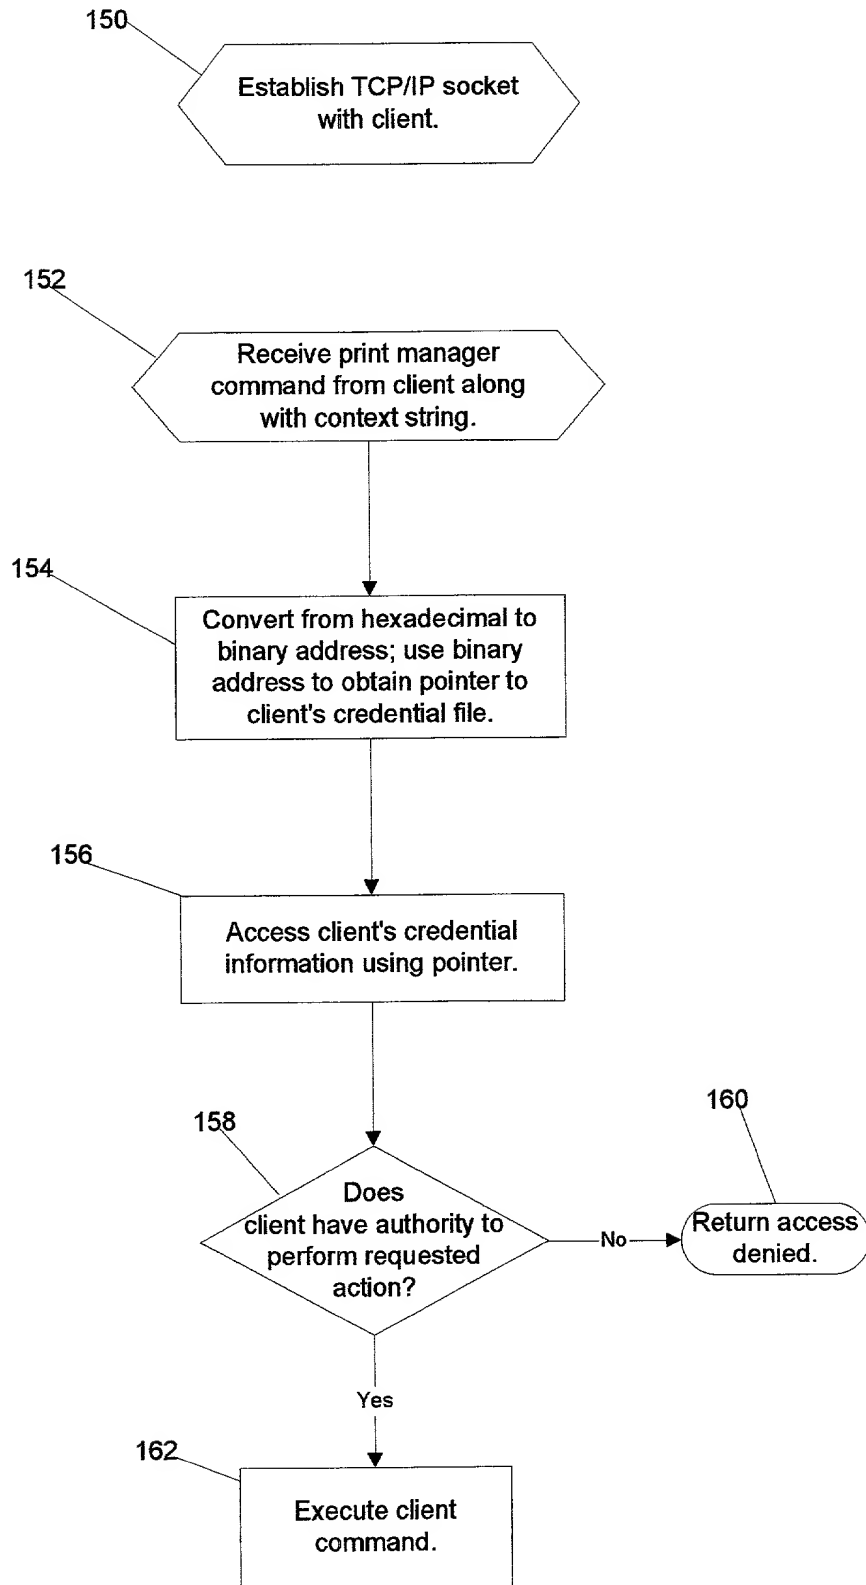 150
Establish TCP/IP socket
with client.
152
Receive print manager
command from client along
with context string.
154
Convert from hexadecimal to
binary address; use binary
address to obtain pointer to
client's credential file.
156
Access client's credential
information using pointer.
158
160
Does
client have authority to
perform requested
action?
No
Return access
denied.
Yes
162
Execute client
command.